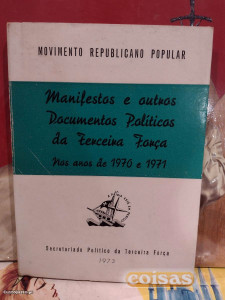 MOVIMENTO REPUBLICANO POPULAR
Manifestos e outros
Documentos Políticos
da Terceira Força
Nos anos de 1970 e 1971
Secretariado Político da Terceira Força
1972
coisas